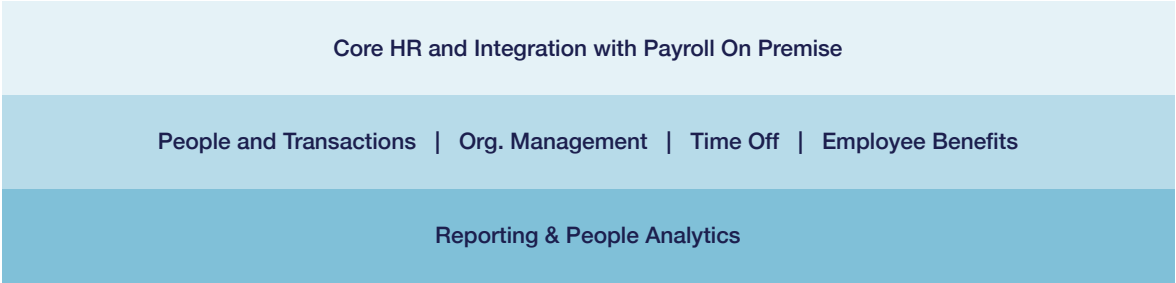 Core HR and Integration with Payroll On Premise
People and Transactions | Org. Management | Time Off | Employee Benefits
Reporting & People Analytics